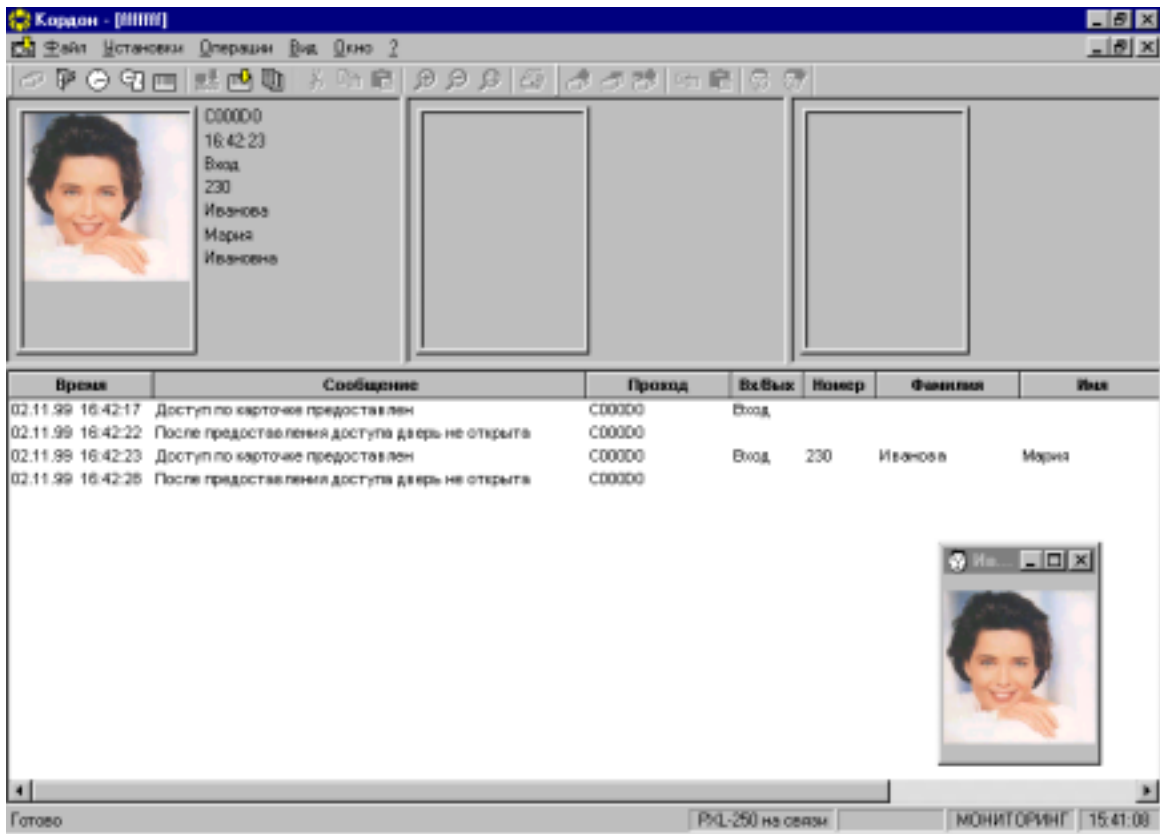 Кордон - [ffffffff]
Файл Установки Операции Вид Окно ?
C000D0
16:42:23
Вход
230
Иванова
Мария
Ивановна
Время Сообщение Проход Вх/Вых Номер Фамилия Имя
02.11.99 16:42:17 Доступ по карточке предоставлен C000D0 Вход
02.11.99 16:42:22 После предоставления доступа дверь не открыта C000D0
02.11.99 16:42:23 Доступ по карточке предоставлен C000D0 Вход 230 Иванова Мария
02.11.99 16:42:28 После предоставления доступа дверь не открыта C000D0
Ив...
Готово PXL-250 на связи МОНИТОРИНГ 15:41:08